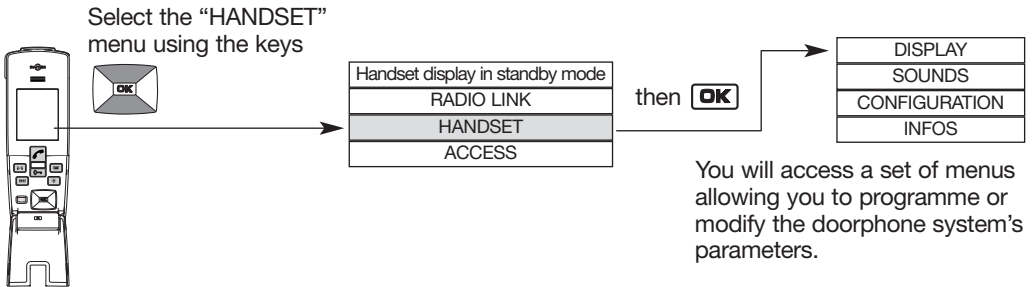 Select the “HANDSET”
menu using the keys
OK
Handset display in standby mode
RADIO LINK
HANDSET
ACCESS
then OK
DISPLAY
SOUNDS
CONFIGURATION
INFOS
You will access a set of menus
allowing you to programme or
modify the doorphone system’s
parameters.